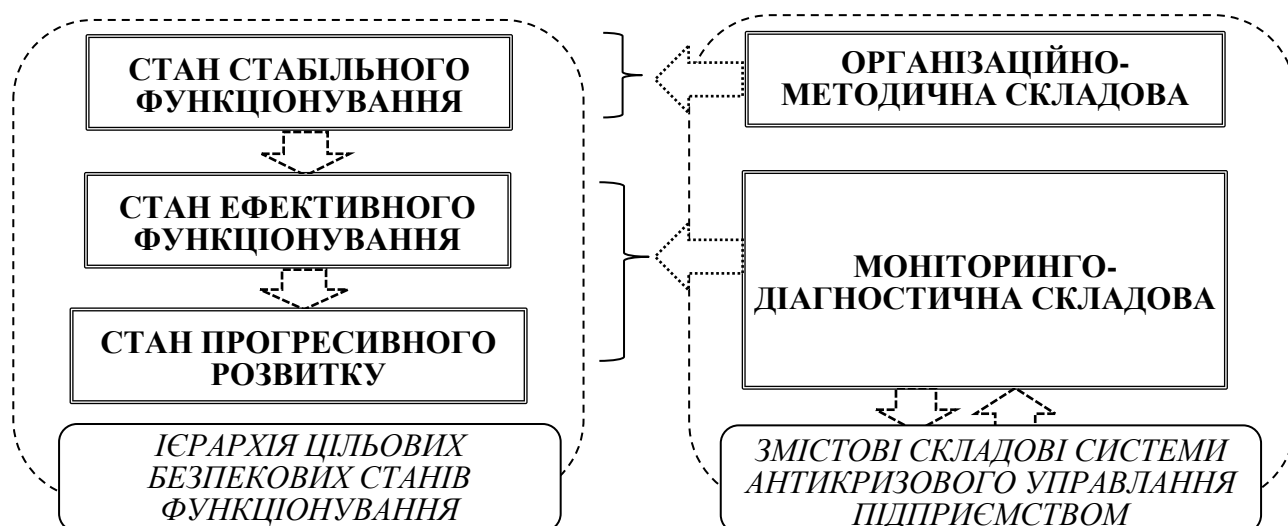 СТАН СТАБІЛЬНОГО
ФУНКЦІОНУВАННЯ
СТАН ЕФЕКТИВНОГО
ФУНКЦІОНУВАННЯ
СТАН ПРОГРЕСИВНОГО
РОЗВИТКУ
ІЄРАРХІЯ ЦІЛЬОВИХ
БЕЗПЕКОВИХ СТАНІВ
ФУНКЦІОНУВАННЯ
ОРГАНІЗАЦІЙНО-
МЕТОДИЧНА СКЛАДОВА
МОНІТОРИНГО-
ДІАГНОСТИЧНА СКЛАДОВА
ЗМІСТОВІ СКЛАДОВІ СИСТЕМИ
АНТИКРИЗОВОГО УПРАВЛАННЯ
ПІДПРИЄМСТВОМ